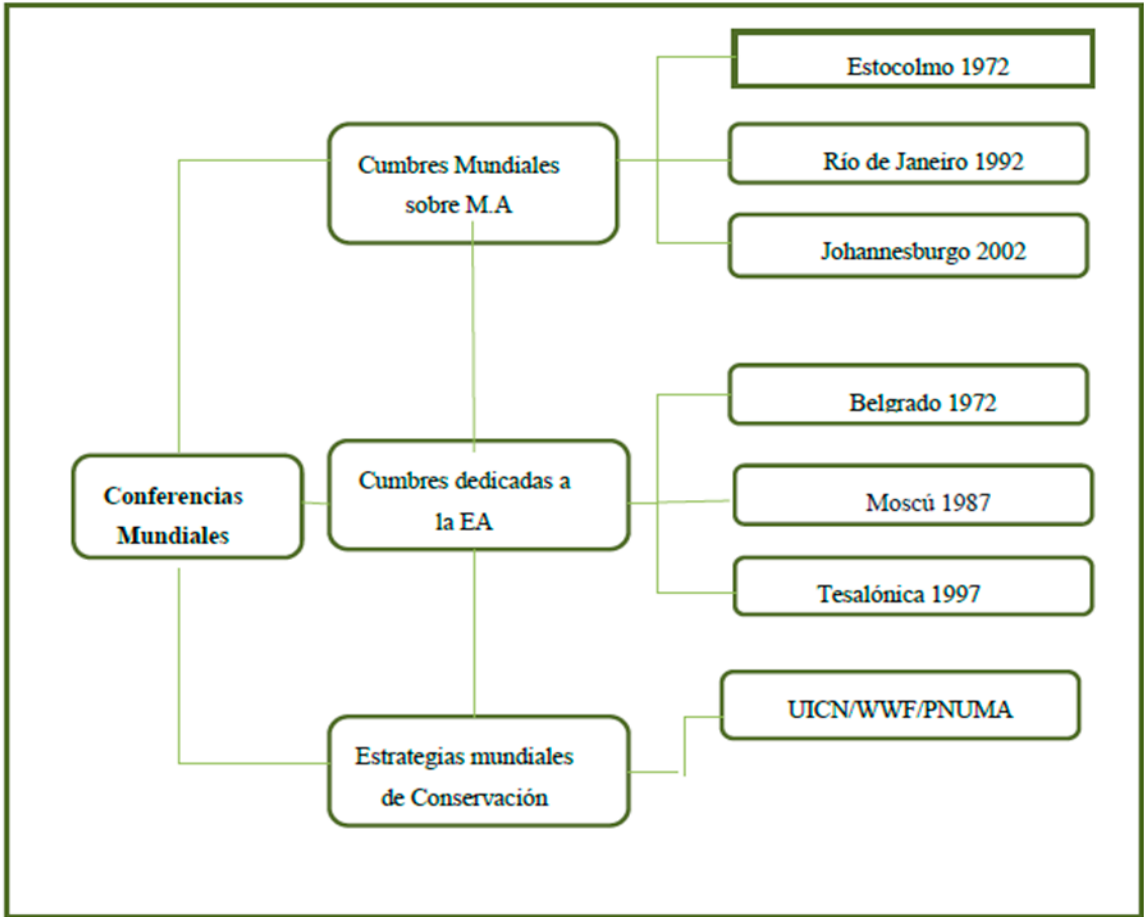 Estocolmo 1972
Cumbres Mundiales
sobre M.A
Río de Janeiro 1992
Johannesburgo 2002
Belgrado 1972
Conferencias
Mundiales
Cumbres dedicadas a
la EA
Moscú 1987
Tesalónica 1997
UICN/WWF/PNUMA
Estrategias mundiales
de Conservación